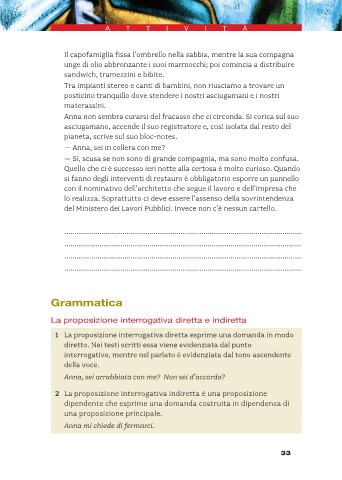 ATTIVITÀ
Il capofamiglia fissa l'ombrello nella sabbia, mentre la sua compagna
unge di olio abbronzante i suoi marmocchi; poi comincia a distribuire
sandwich, tramezzini e bibite.
Tra impianti stereo e canti di bambini, non riusciamo a trovare un
posticino tranquillo dove stendere i nostri asciugamani e i nostri
materassini.
Anna non sembra curarsi del fracasso che ci circonda. Si corica sul suo
asciugamano, accende il suo registratore e, così isolata dal resto del
pianeta, scrive sul suo bloc-notes.
— Anna, sei in collera con me?
— Sì, scusa se non sono di grande compagnia, ma sono molto confusa.
Quello che ci è successo ieri notte alla certosa è molto curioso. Quando
si fanno degli interventi di restauro è obbligatorio esporre un pannello
con il nominativo dell'architetto che segue il lavoro e dell'impresa che
lo realizza. Soprattutto ci deve essere l'assenso della sovrintendenza
del Ministero dei Lavori Pubblici. Invece non c'è nessun cartello.
Grammatica
La proposizione interrogativa diretta e indiretta
1 La proposizione interrogativa diretta esprime una domanda in modo
diretto. Nei testi scritti essa viene evidenziata dal punto
interrogativo, mentre nel parlato è evidenziata dal tono ascendente
della voce.
Anna, sei arrabbiata con me? Non sei d'accordo?
2 La proposizione interrogativa indiretta è una proposizione
dipendente che esprime una domanda costruita in dipendenza di
una proposizione principale.
Anna mi chiede di fermarci.
33